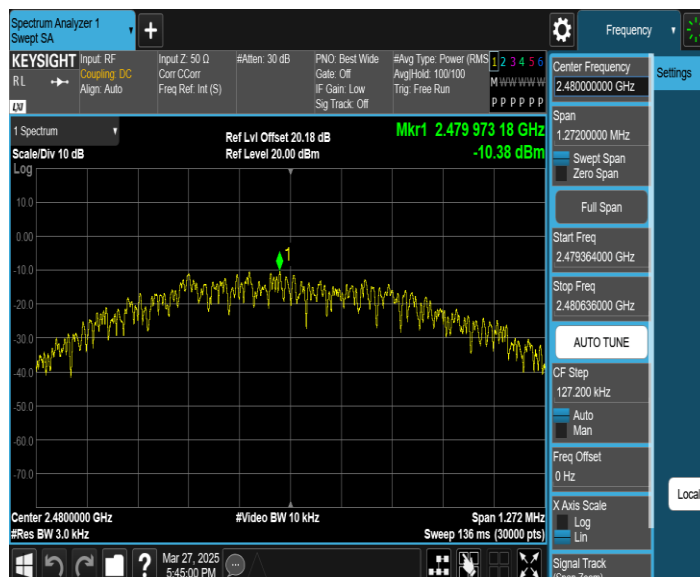 Spectrum Analyzer 1
Swept SA
Frequency
KEYSIGHT
RL
LXI
Input: RF
Coupling: DC
Align: Auto
Input Z: 50 Ω
Corr CCorr
Freq Ref: Int (S)
#Atten: 30 dB
PNO: Best Wide
Gate: Off
IF Gain: Low
Sig Track: Off
#Avg Type: Power (RMS
Avg|Hold: 100/100
Trig: Free Run
1 2 3 4 5 6
M W W W W W
P P P P P P
Center Frequency
2.480000000 GHz
Settings
Span
1.27200000 MHz
Swept Span
Zero Span
Full Span
Start Freq
2.479364000 GHz
Stop Freq
2.480636000 GHz
AUTO TUNE
CF Step
127.200 kHz
Auto
Man
Freq Offset
0 Hz
X Axis Scale
Log
Lin
Signal Track
(Span Zoom)
Local
1 Spectrum
Scale/Div 10 dB
Log
Ref Lvl Offset 20.18 dB
Ref Level 20.00 dBm
Mkr1 2.479 973 18 GHz
-10.38 dBm
1
10.0
0.00
-10.0
-20.0
-30.0
-40.0
-50.0
-60.0
-70.0
Center 2.4800000 GHz
#Res BW 3.0 kHz
#Video BW 10 kHz
Span 1.272 MHz
Sweep 136 ms (30000 pts)
?
Mar 27, 2025
5:45:00 PM